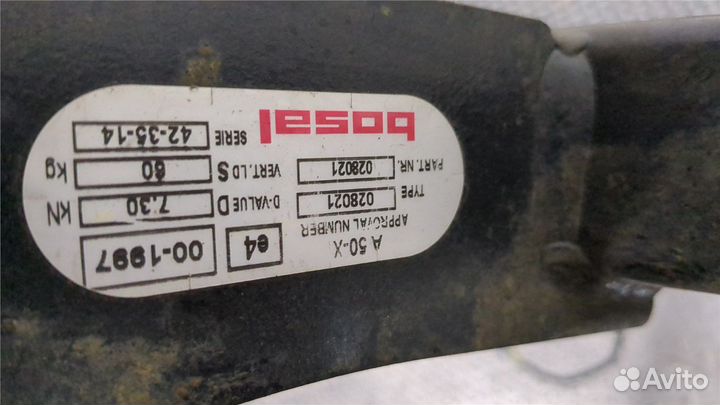 A 50-X
APPROVAL NUMBER e4 00-1997
TYPE 028021 D-VALUE D 7.30 kN
PART. NR. 028021 VERT. LD S 60 kg
bosal SERIE 42-35-14
Avito